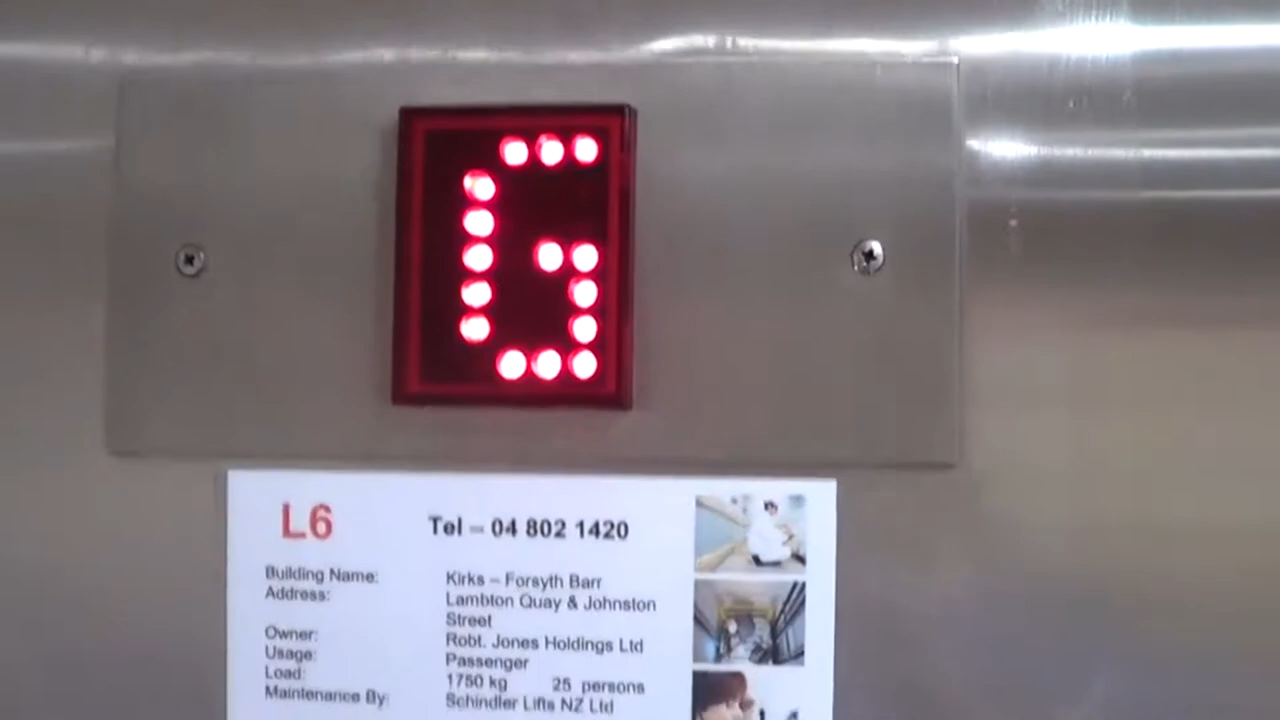 G
L6 Tel – 04 802 1420
Building Name: Kirks – Forsyth Barr
Address: Lambton Quay & Johnston
Street
Owner: Robt. Jones Holdings Ltd
Usage: Passenger
Load: 1750 kg 25 persons
Maintenance By: Schindler Lifts NZ Ltd